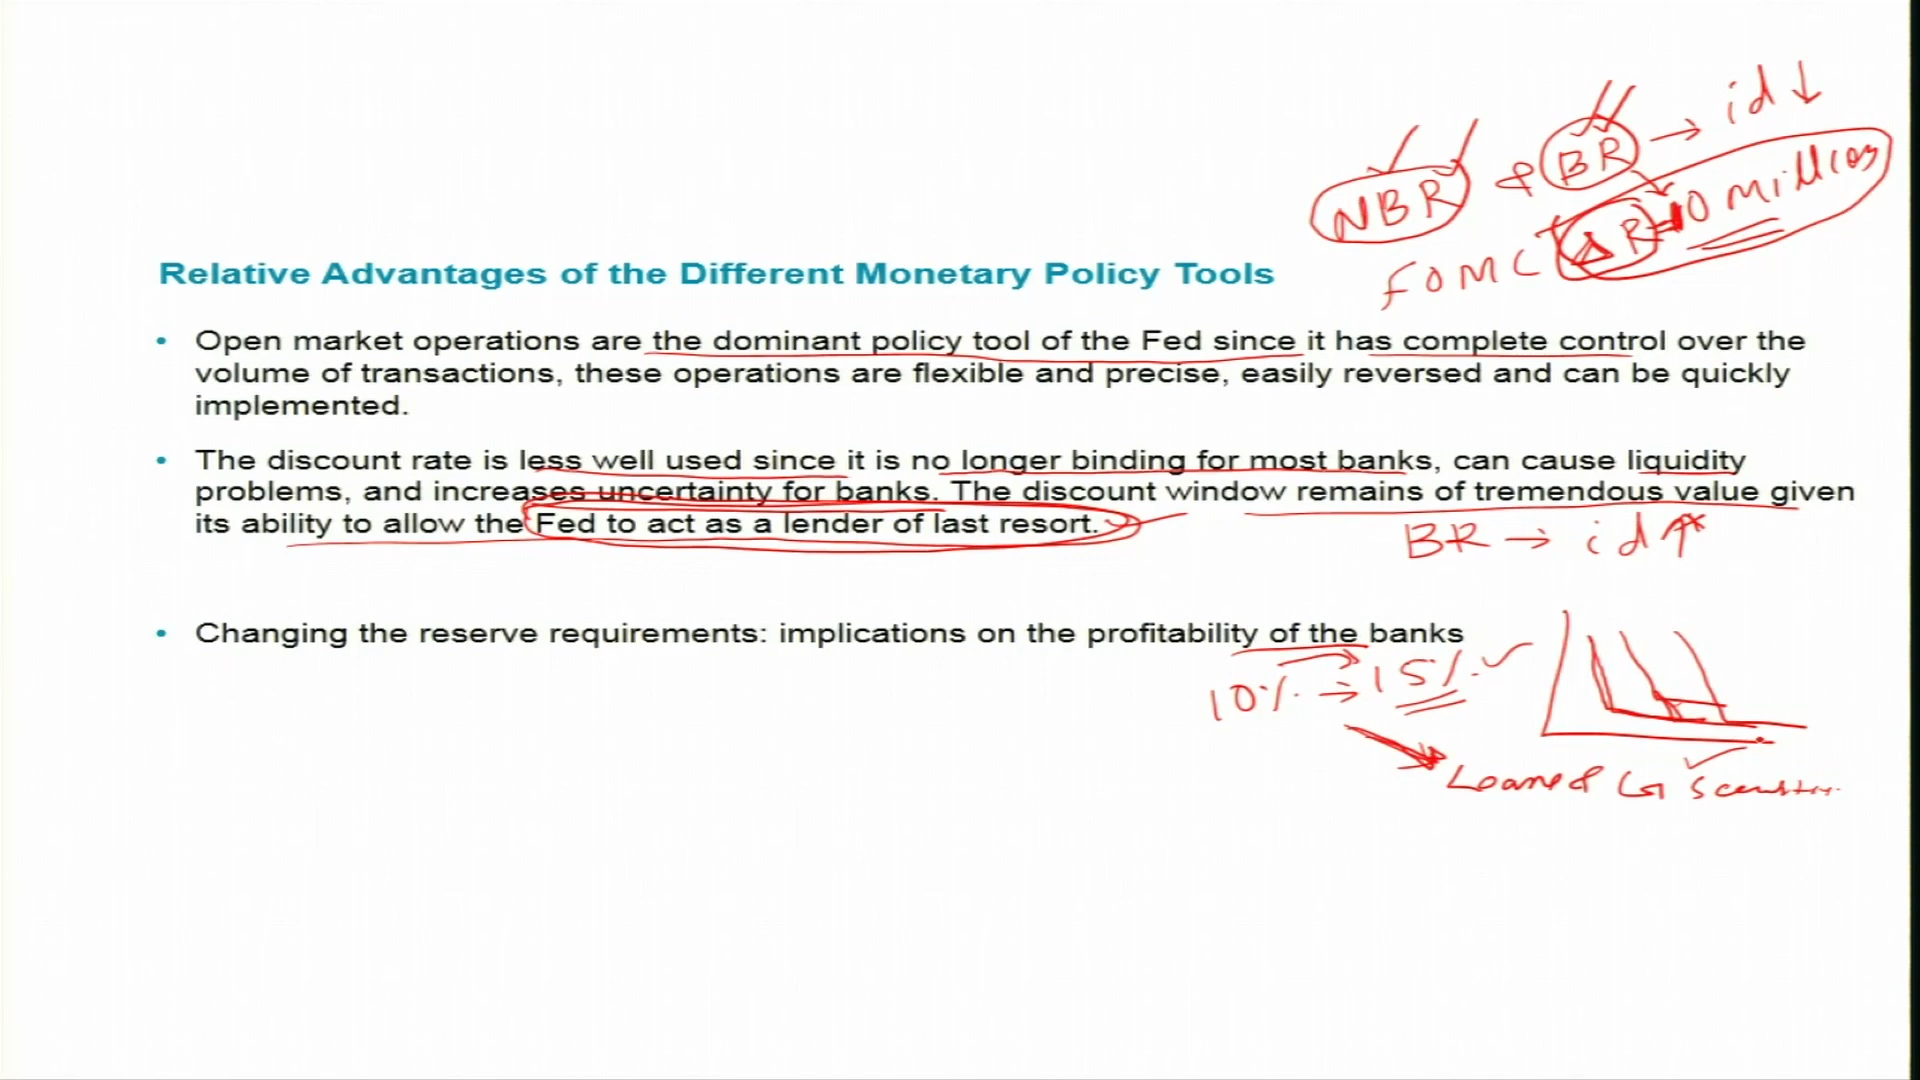 NBR & BR → id ↓
FOMC ΔR 10 million
Relative Advantages of the Different Monetary Policy Tools
• Open market operations are the dominant policy tool of the Fed since it has complete control over the
volume of transactions, these operations are flexible and precise, easily reversed and can be quickly
implemented.
• The discount rate is less well used since it is no longer binding for most banks, can cause liquidity
problems, and increases uncertainty for banks. The discount window remains of tremendous value given
its ability to allow the Fed to act as a lender of last resort.
BR → id ↑
• Changing the reserve requirements: implications on the profitability of the banks
10% → 15%
Loan & G